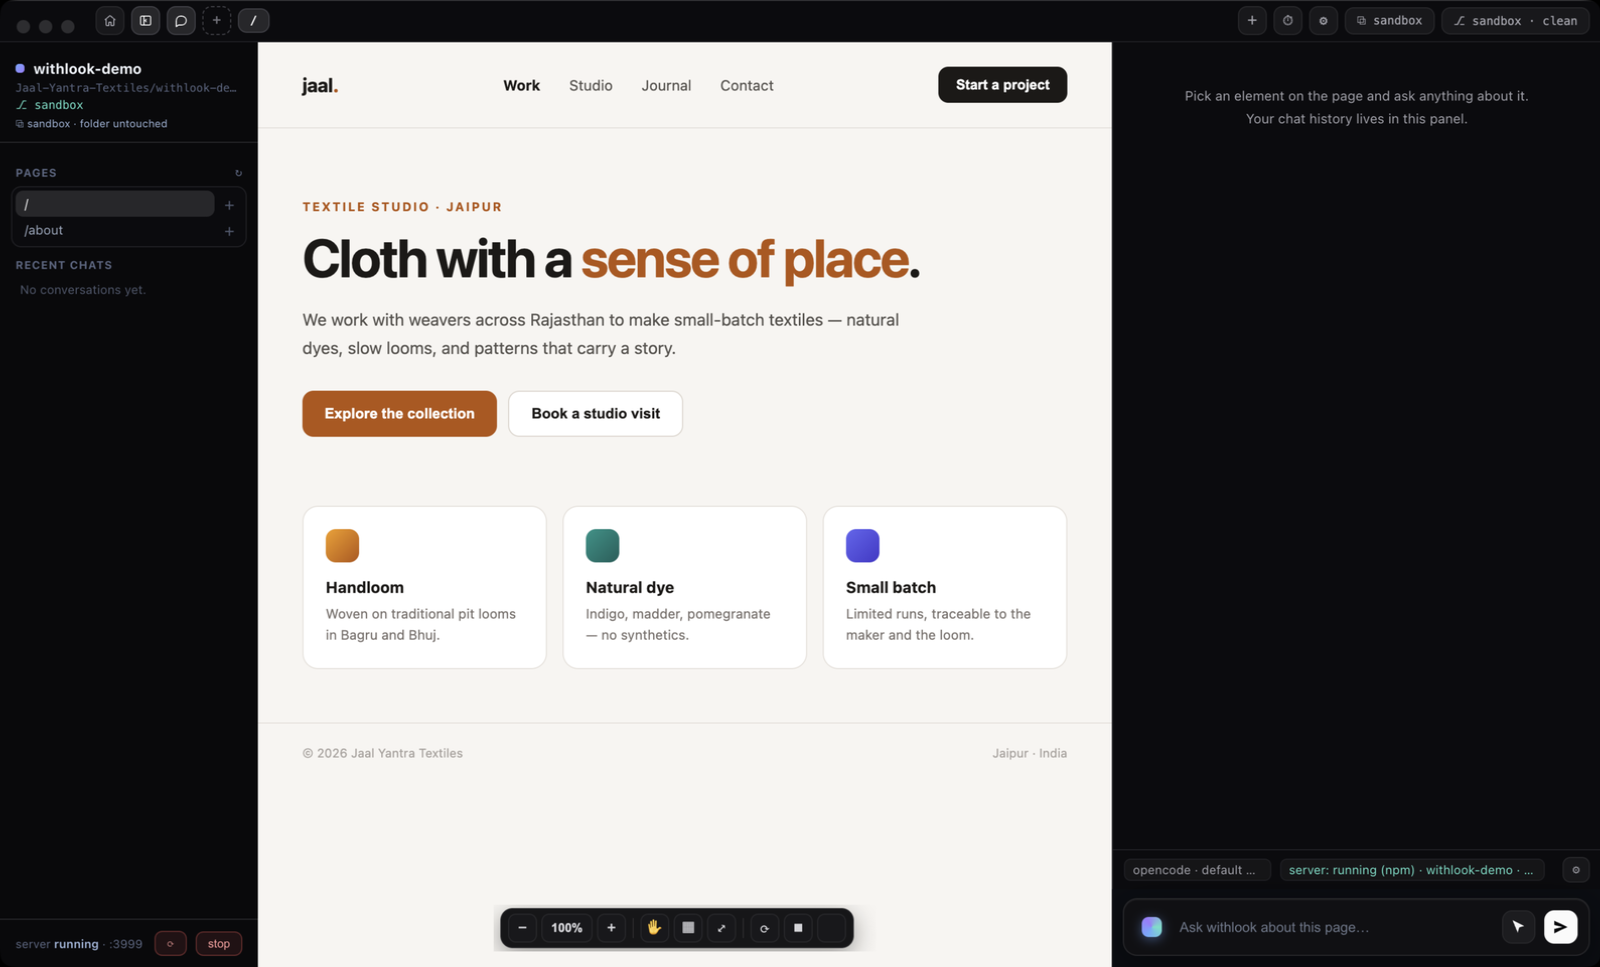 /
sandbox
sandbox · clean
withlook-demo
Jaal-Yantra-Textiles/withlook-de…
sandbox
sandbox · folder untouched
PAGES
/
/about
RECENT CHATS
No conversations yet.
server running · :3999
stop
jaal.
Work
Studio
Journal
Contact
Start a project
TEXTILE STUDIO · JAIPUR
Cloth with a sense of place.
We work with weavers across Rajasthan to make small-batch textiles — natural
dyes, slow looms, and patterns that carry a story.
Explore the collection
Book a studio visit
Handloom
Woven on traditional pit looms
in Bagru and Bhuj.
Natural dye
Indigo, madder, pomegranate
— no synthetics.
Small batch
Limited runs, traceable to the
maker and the loom.
© 2026 Jaal Yantra Textiles
Jaipur · India
100%
Pick an element on the page and ask anything about it.
Your chat history lives in this panel.
opencode · default …
server: running (npm) · withlook-demo · …
Ask withlook about this page…